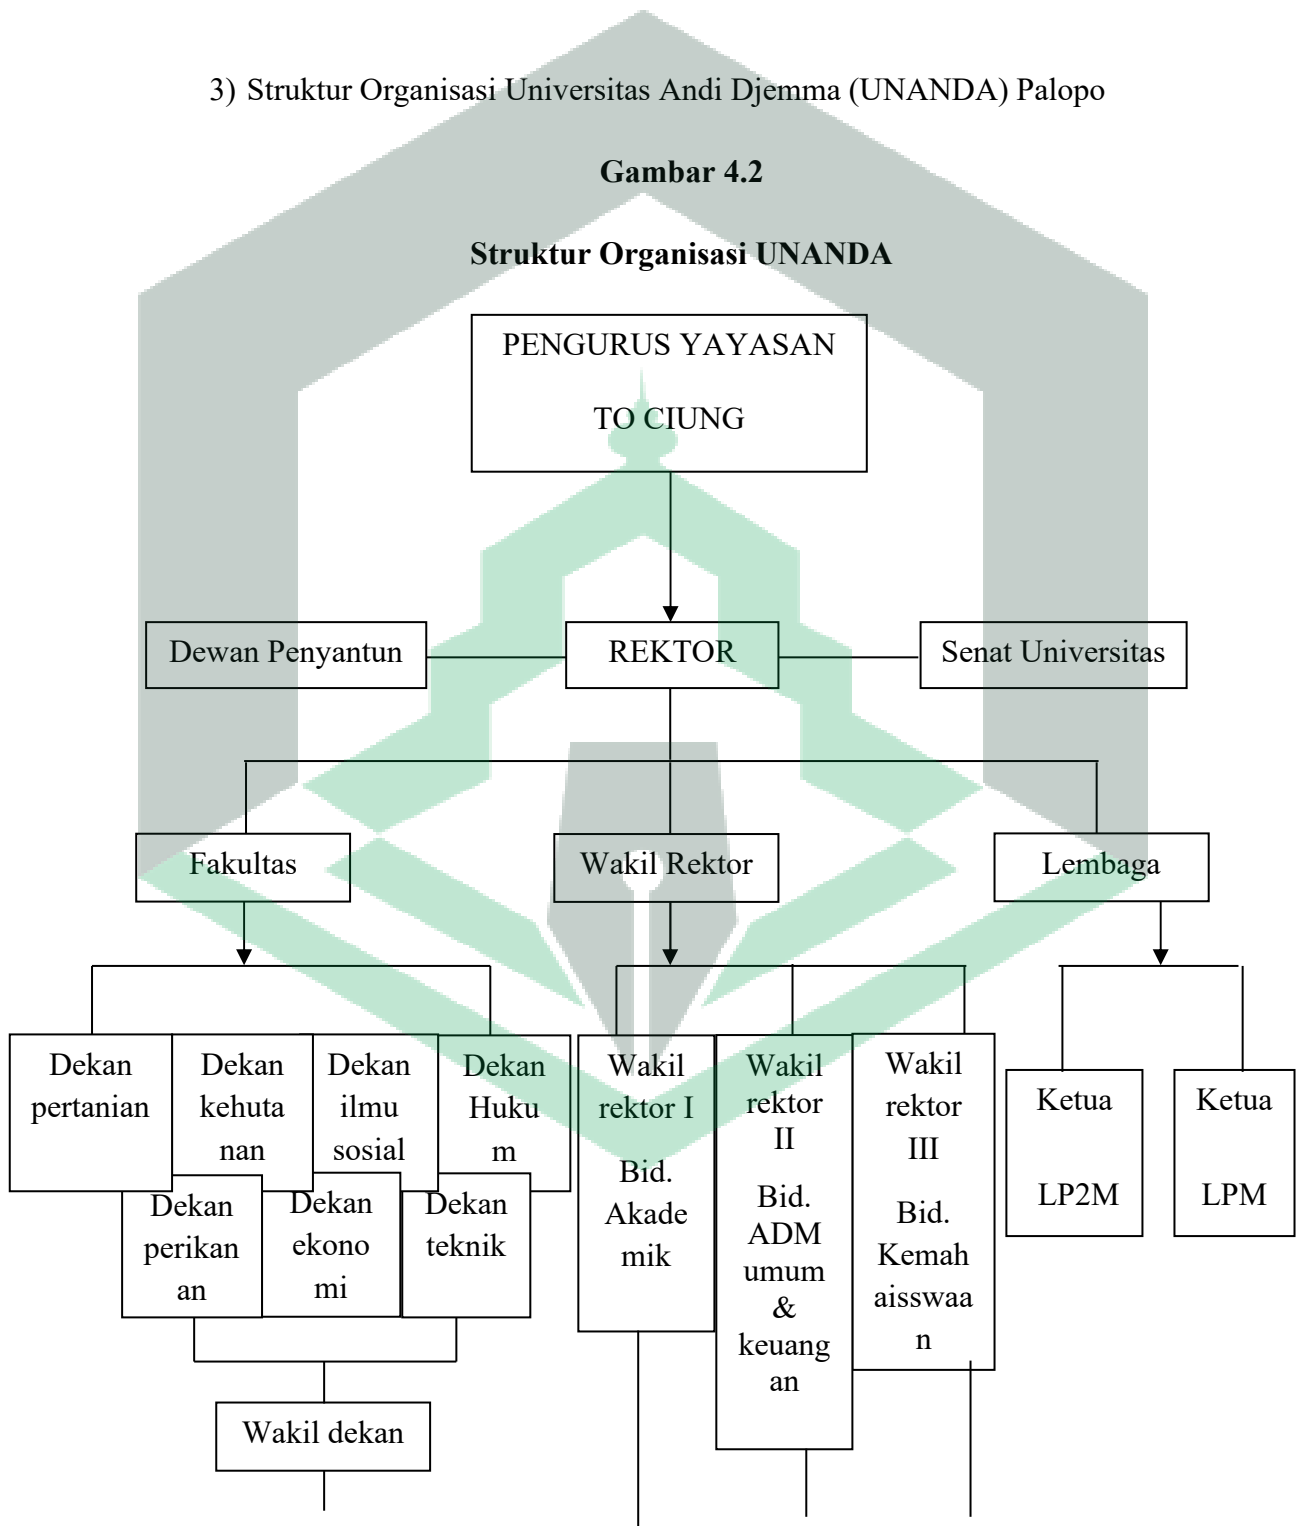 3) Struktur Organisasi Universitas Andi Djemma (UNANDA) Palopo
Gambar 4.2
Struktur Organisasi UNANDA
PENGURUS YAYASAN
TO CIUNG
Dewan Penyantun
REKTOR
Senat Universitas
Fakultas
Wakil Rektor
Lembaga
Dekan
pertanian
Dekan
kehuta
nan
Dekan
ilmu
sosial
Dekan
Huku
m
Dekan
perikan
an
Dekan
ekono
mi
Dekan
teknik
Wakil dekan
Wakil
rektor I
Bid.
Akade
mik
Wakil
rektor
II
Bid.
ADM
umum
&
keuang
an
Wakil
rektor
III
Bid.
Kemah
aisswaa
n
Ketua
LP2M
Ketua
LPM